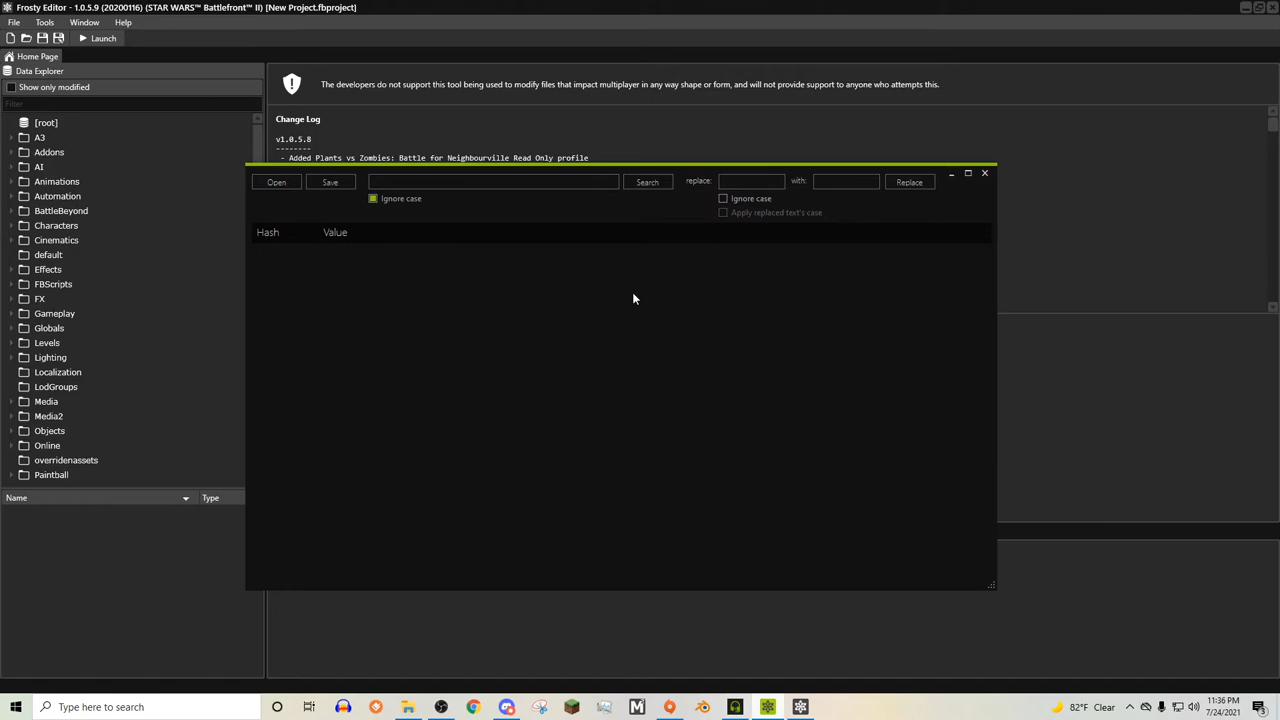 Frosty Editor - 1.0.5.9 (20200116) (STAR WARS™ Battlefront™ II) [New Project.fbproject]
File Tools Window Help
Launch
Home Page
Data Explorer
Show only modified
Filter
[root]
A3
Addons
AI
Animations
Automation
BattleBeyond
Characters
Cinematics
default
Effects
FBScripts
FX
Gameplay
Globals
Levels
Lighting
Localization
LodGroups
Media
Media2
Objects
Online
overridenassets
Paintball
Name Type
The developers do not support this tool being used to modify files that impact multiplayer in any way shape or form, and will not provide support to anyone who attempts this.
Change Log
v1.0.5.8
--------
- Added Plants vs Zombies: Battle for Neighbourville Read Only profile
Open Save Search replace: with: Replace
Ignore case Ignore case
Apply replaced text's case
Hash Value
Type here to search
82°F Clear
11:36 PM
7/24/2021
3